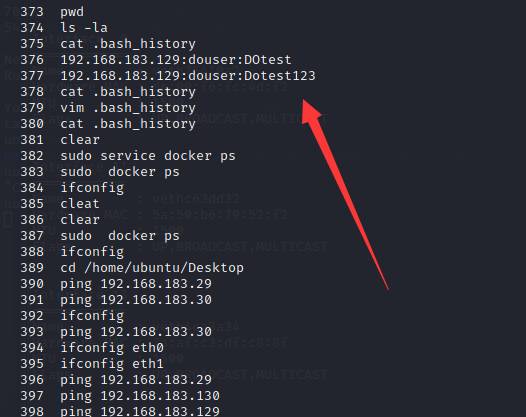 373 pwd
374 ls -la
375 cat .bash_history
376 192.168.183.129:douser:DOtest
377 192.168.183.129:douser:Dotest123
378 cat .bash_history
379 vim .bash_history
380 cat .bash_history
381 clear
382 sudo service docker ps
383 sudo  docker ps
384 ifconfig
385 cleat
386 clear
387 sudo  docker ps
388 ifconfig
389 cd /home/ubuntu/Desktop
390 ping 192.168.183.29
391 ping 192.168.183.30
392 ifconfig
393 ping 192.168.183.30
394 ifconfig eth0
395 ifconfig eth1
396 ping 192.168.183.29
397 ping 192.168.183.130
398 ping 192.168.183.129